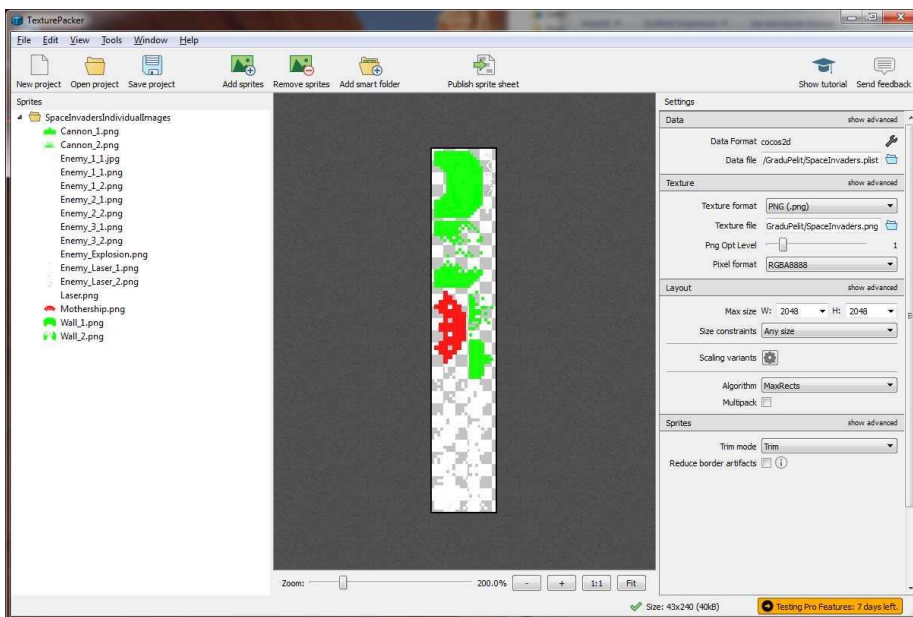 TexturePacker
File Edit View Tools Window Help
New project Open project Save project Add sprites Remove sprites Add smart folder Publish sprite sheet Show tutorial Send feedback
Sprites
SpaceInvadersIndividualImages
Cannon_1.png
Cannon_2.png
Enemy_1_1.jpg
Enemy_1_1.png
Enemy_1_2.png
Enemy_2_1.png
Enemy_2_2.png
Enemy_3_1.png
Enemy_3_2.png
Enemy_Explosion.png
Enemy_Laser_1.png
Enemy_Laser_2.png
Laser.png
Mothership.png
Wall_1.png
Wall_2.png
Zoom: 200.0% - + 1:1 Fit
Settings
Data show advanced
Data Format cocos2d
Data file /GraduPelit/SpaceInvaders.plist
Texture show advanced
Texture format PNG (.png)
Texture file GraduPelit/SpaceInvaders.png
Png Opt Level 1
Pixel format RGBA8888
Layout show advanced
Max size W: 2048 H: 2048
Size constraints Any size
Scaling variants
Algorithm MaxRects
Multipack
Sprites show advanced
Trim mode Trim
Reduce border artifacts
Size: 43x240 (40kB) Testing Pro Features: 7 days left.